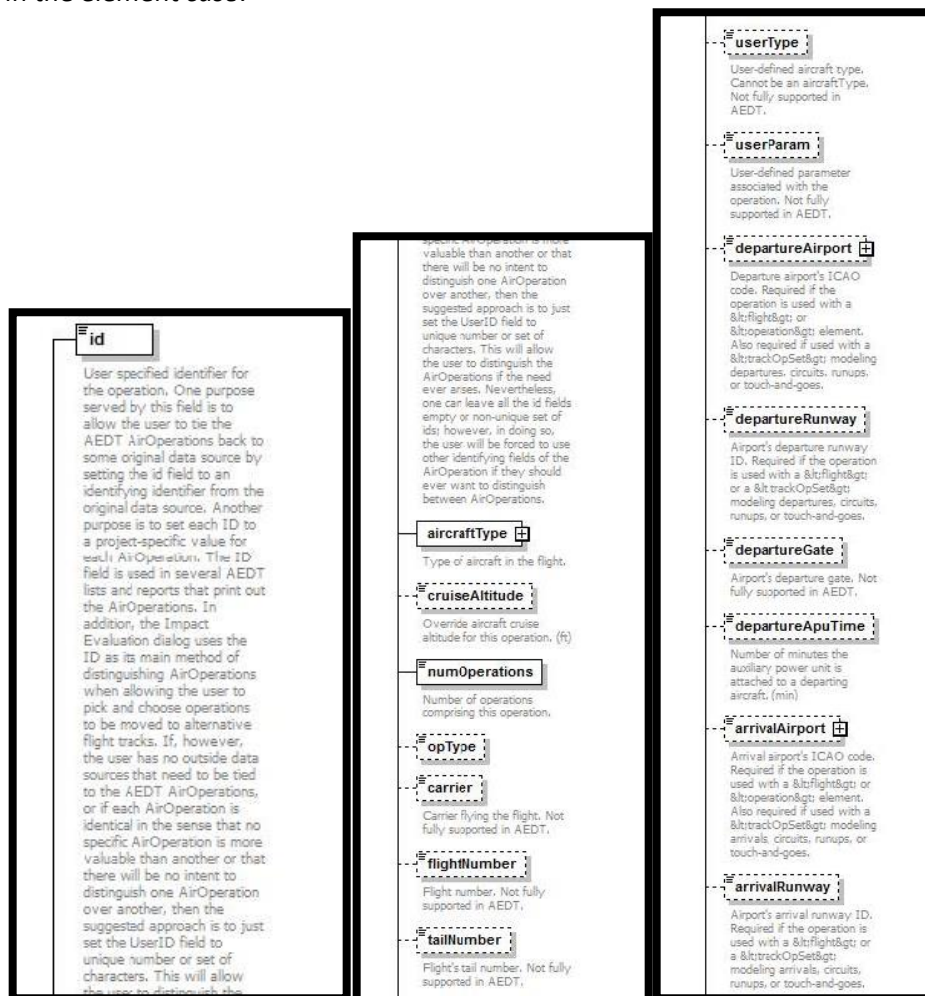 in the element case.
id
User specified identifier for
the operation. One purpose
served by this field is to
allow the user to tie the
AEDT AirOperations back to
some original data source by
setting the id field to an
identifying identifier from the
original data source. Another
purpose is to set each ID to
a project-specific value for
each AirOperation. The ID
field is used in several AEDT
lists and reports that print out
the AirOperations. In
addition, the Impact
Evaluation dialog uses the
ID as its main method of
distinguishing AirOperations
when allowing the user to
pick and choose operations
to be moved to alternative
flight tracks. If, however,
the user has no outside data
sources that need to be tied
to the AEDT AirOperations,
or if each AirOperation is
identical in the sense that no
specific AirOperation is more
valuable than another or that
there will be no intent to
distinguish one AirOperation
over another, then the
suggested approach is to just
set the UserID field to
unique number or set of
characters. This will allow
the user to distinguish the
specific AirOperation is more
valuable than another or that
there will be no intent to
distinguish one AirOperation
over another, then the
suggested approach is to just
set the UserID field to
unique number or set of
characters. This will allow
the user to distinguish the
AirOperations if the need
ever arses. Nevertheless,
one can leave all the id fields
empty or non-unique set of
ids; however, in doing so,
the user will be forced to use
other identifying fields of the
AirOperation if they should
ever want to distinguish
between AirOperations.
aircraftType
Type of aircraft in the flight.
cruiseAltitude
Override aircraft cruise
altitude for this operation. (ft)
numOperations
Number of operations
comprising this operation.
opType
carrier
Carrier flying the flight. Not
fully supported in AEDT.
flightNumber
Flight number. Not fully
supported in AEDT.
tailNumber
Flight's tail number. Not fully
supported in AEDT.
userType
User-defined aircraft type.
Cannot be an aircraftType.
Not fully supported in
AEDT.
userParam
User-defined parameter
associated with the
operation. Not fully
supported in AEDT.
departureAirport
Departure airport's ICAO
code. Required if the
operation is used with a
&lt;flight&gt; or
&lt;operation&gt; element.
Also required if used with a
&lt;trackOpSet&gt; modeling
departures, circuits, runups,
or touch-and-goes.
departureRunway
Airport's departure runway
ID. Required if the operation
is used with a &lt;flight&gt;
or a &lt;trackOpSet&gt;
modeling departures, circuits,
runups, or touch-and-goes.
departureGate
Airport's departure gate. Not
fully supported in AEDT.
departureApuTime
Number of minutes the
auxiliary power unit is
attached to a departing
aircraft. (min)
arrivalAirport
Arrival airport's ICAO code.
Required if the operation is
used with a &lt;flight&gt; or
&lt;operation&gt; element.
Also required if used with a
&lt;trackOpSet&gt; modeling
arrivals, circuits, runups, or
touch-and-goes.
arrivalRunway
Airport's arrival runway ID.
Required if the operation is
used with a &lt;flight&gt; or
a &lt;trackOpSet&gt;
modeling arrivals, circuits,
runups, or touch-and-goes.